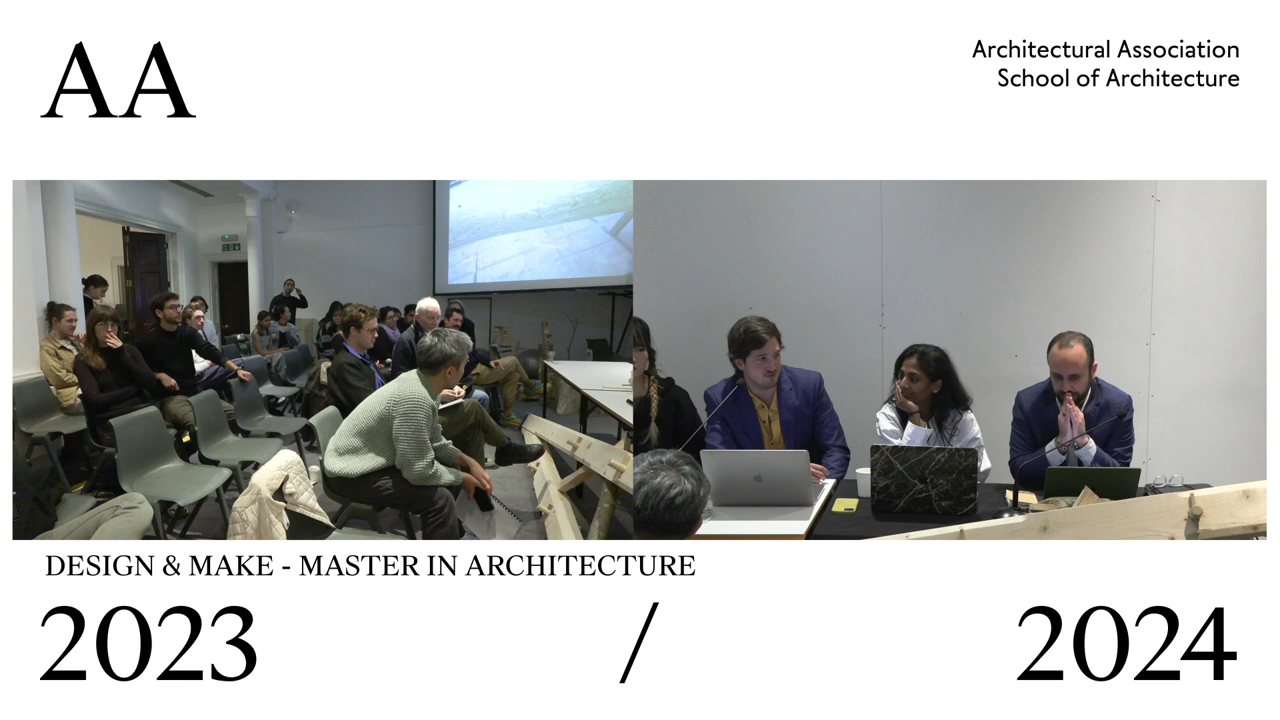 AA
Architectural Association
School of Architecture
DESIGN & MAKE - MASTER IN ARCHITECTURE
2023 / 2024